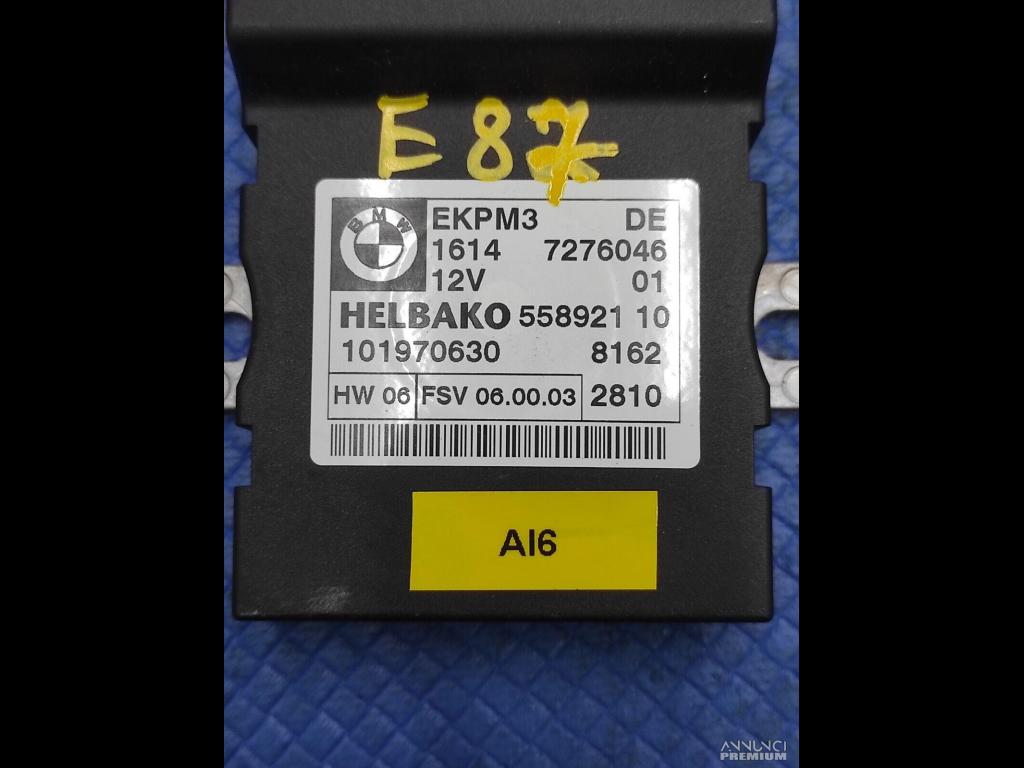 E87
BMW
EKPM3 DE
1614 7276046
12V 01
HELBAKO 558921 10
101970630 8162
HW 06 FSV 06.00.03 2810
AI6
ANNUNCI
PREMIUM